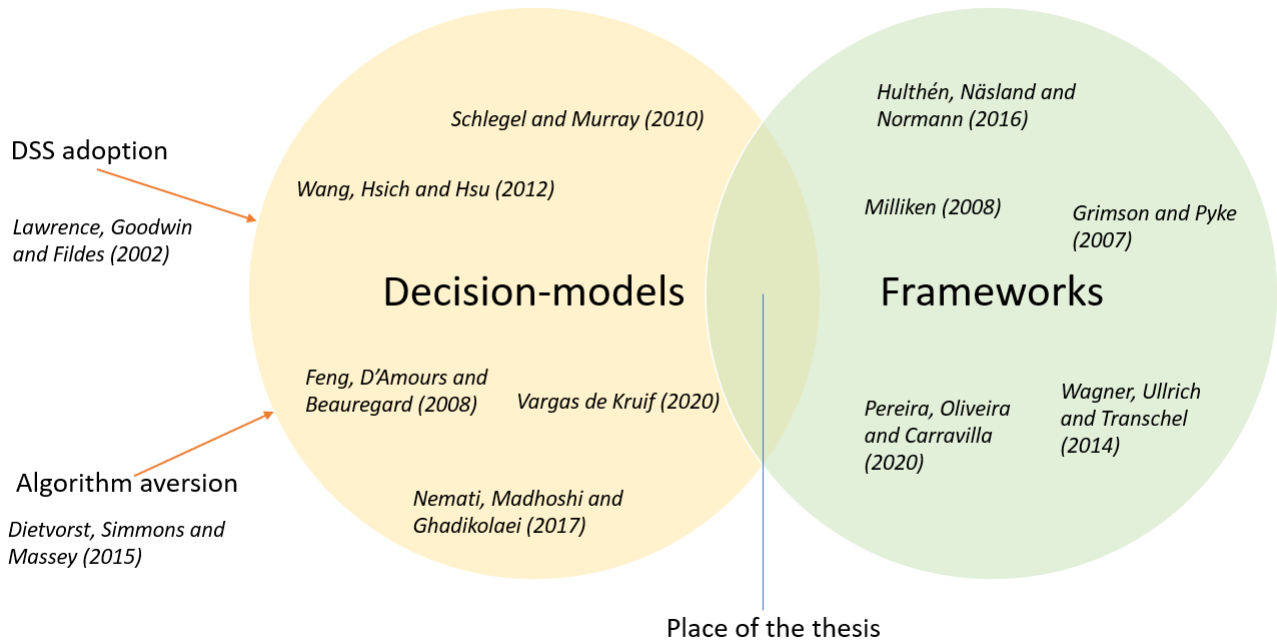 DSS adoption
Lawrence, Goodwin
and Fildes (2002)
Algorithm aversion
Dietvorst, Simmons and
Massey (2015)
Schlegel and Murray (2010)
Wang, Hsich and Hsu (2012)
Decision-models
Feng, D’Amours and
Beauregard (2008)
Vargas de Kruif (2020)
Nemati, Madhoshi and
Ghadikolaei (2017)
Hulthén, Näsland and
Normann (2016)
Milliken (2008)
Grimson and Pyke
(2007)
Frameworks
Pereira, Oliveira
and Carravilla
(2020)
Wagner, Ullrich
and Transchel
(2014)
Place of the thesis